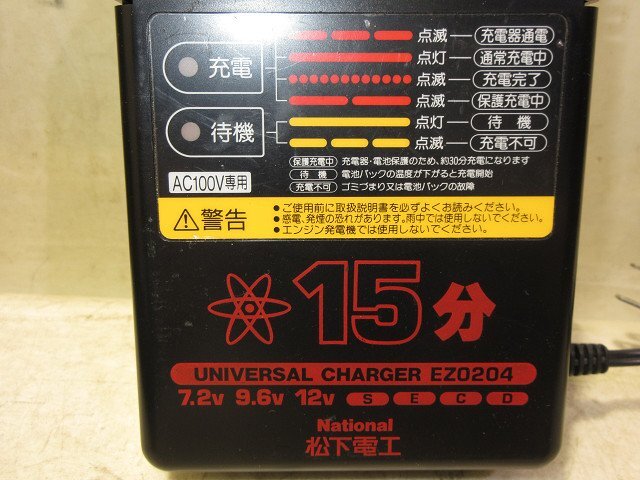 充電
点滅 充電器通電
点灯 通常充電中
点滅 充電完了
点滅 保護充電中
待機
点灯 待機
点滅 充電不可
AC100V専用
保護充電中 充電器・電池保護のため、約30分充電になります
待機 電池パックの温度が下がると充電開始
充電不可 ゴミづまり又は電池パックの故障
警告
●ご使用前に取扱説明書を必ずよくお読みください。
●感電、発煙の恐れがあります。雨中では使用しないでください。
●エンジン発電機では使用しないでください。
15分
UNIVERSAL CHARGER EZ0204
7.2v 9.6v 12v S E C D
National
松下電工